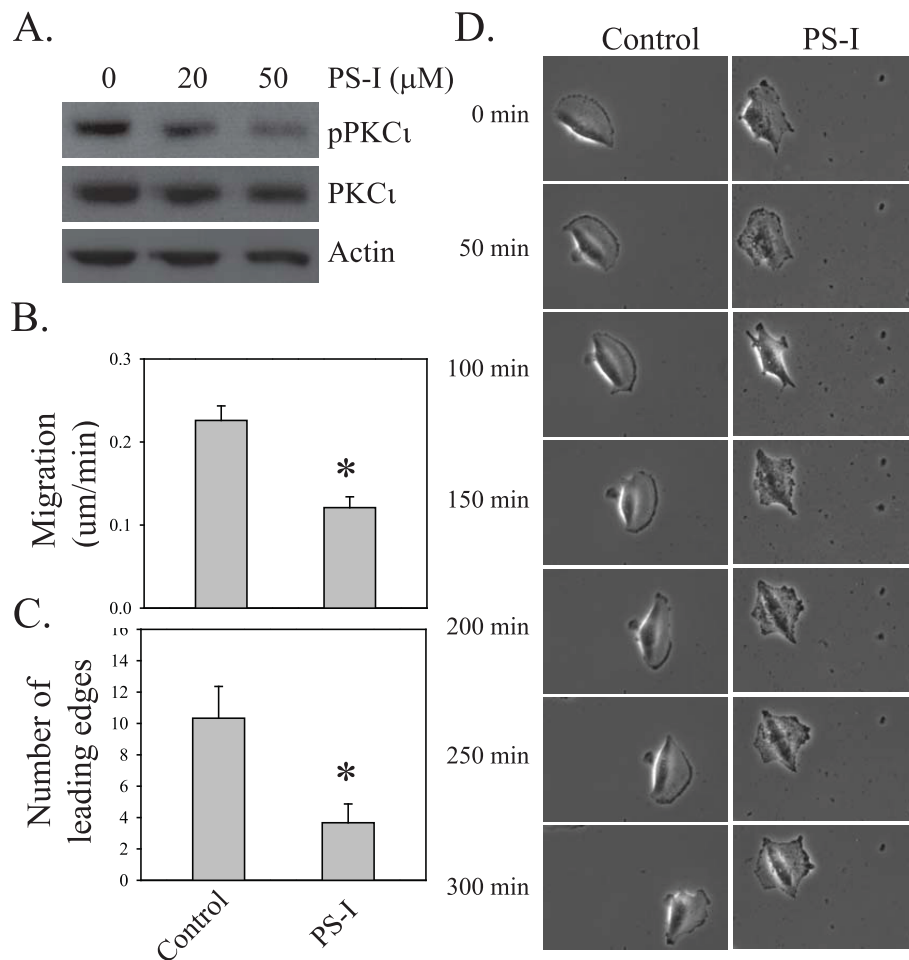 A.
0 20 50 PS-I (μM)
pPKCι
PKCι
Actin
B.
Migration
(um/min)
0.3
0.2
0.1
0.0
*
C.
Number of
leading edges
16
14
12
10
8
6
4
2
0
*
Control PS-I
D.
Control PS-I
0 min
50 min
100 min
150 min
200 min
250 min
300 min